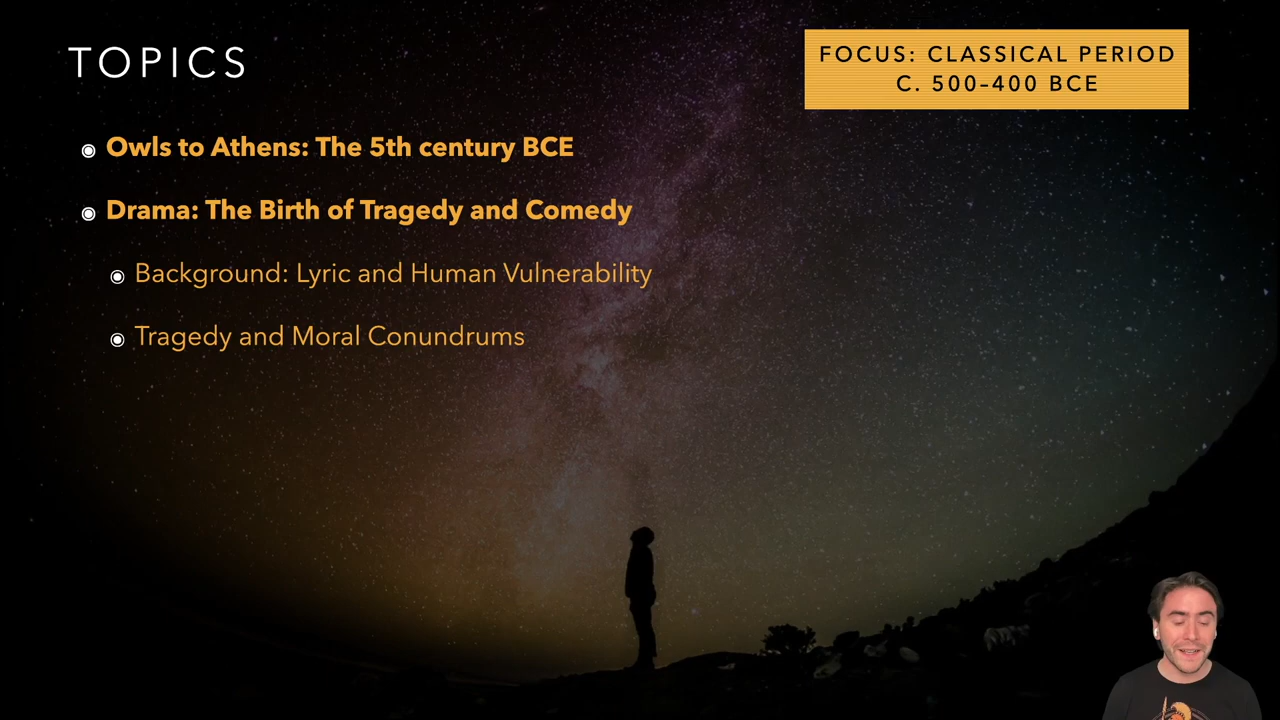 TOPICS
FOCUS: CLASSICAL PERIOD
C. 500–400 BCE
Owls to Athens: The 5th century BCE
Drama: The Birth of Tragedy and Comedy
Background: Lyric and Human Vulnerability
Tragedy and Moral Conundrums